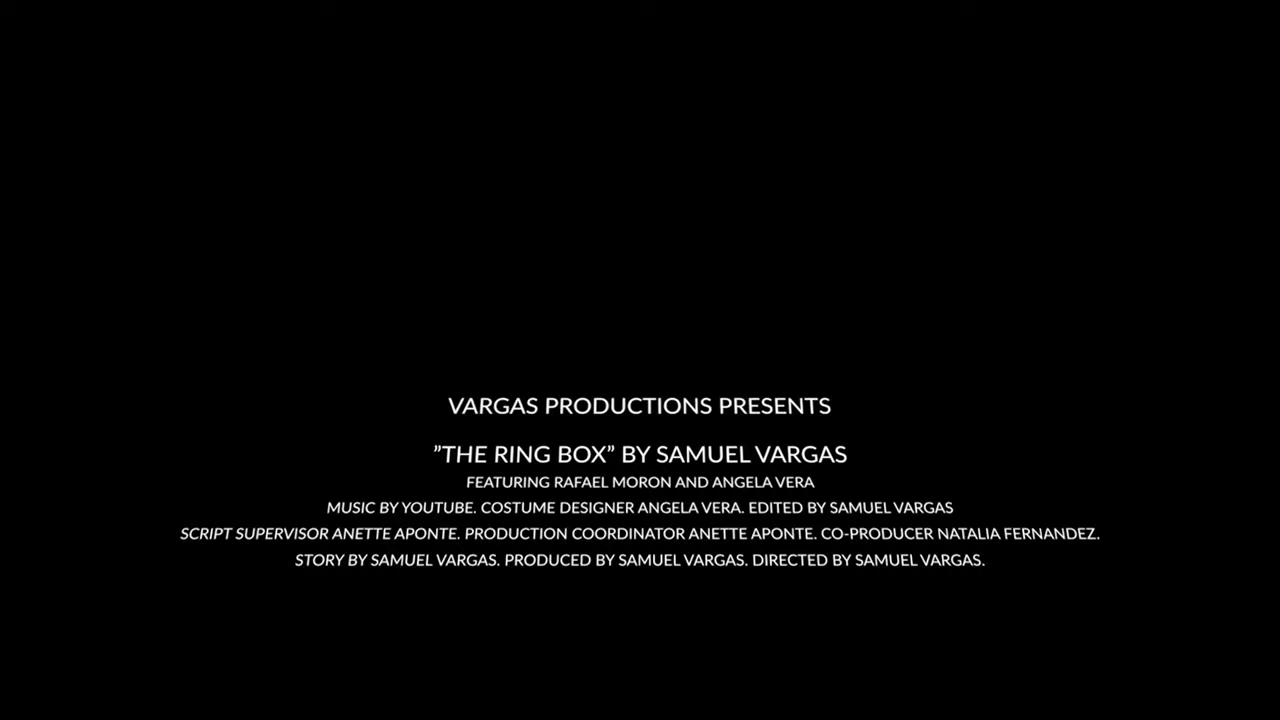 VARGAS PRODUCTIONS PRESENTS
”THE RING BOX” BY SAMUEL VARGAS
FEATURING RAFAEL MORON AND ANGELA VERA
MUSIC BY YOUTUBE. COSTUME DESIGNER ANGELA VERA. EDITED BY SAMUEL VARGAS
SCRIPT SUPERVISOR ANETTE APONTE. PRODUCTION COORDINATOR ANETTE APONTE. CO-PRODUCER NATALIA FERNANDEZ.
STORY BY SAMUEL VARGAS. PRODUCED BY SAMUEL VARGAS. DIRECTED BY SAMUEL VARGAS.